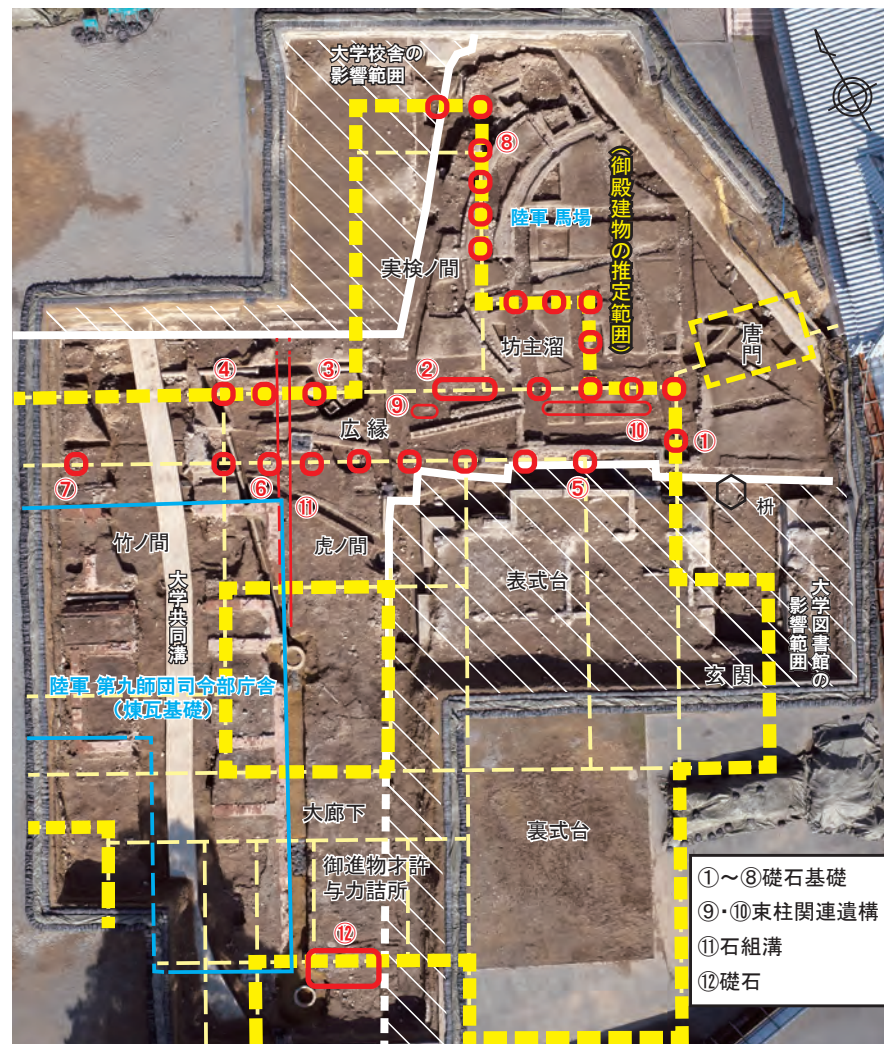 大学校舎の
影響範囲
⑧
(御殿建物の推定範囲)
陸軍 馬場
実検ノ間
唐門
坊主溜
④
③
②
⑨
広縁
⑩
①
⑦
⑥
⑪
⑤
枡
竹ノ間
虎ノ間
表式台
大学共同溝
大学図書館の
影響範囲
玄関
陸軍 第九師団司令部庁舎
(煉瓦基礎)
大廊下
裏式台
御進物才許
与力詰所
⑫
①～⑧礎石基礎
⑨・⑩束柱関連遺構
⑪石組溝
⑫礎石